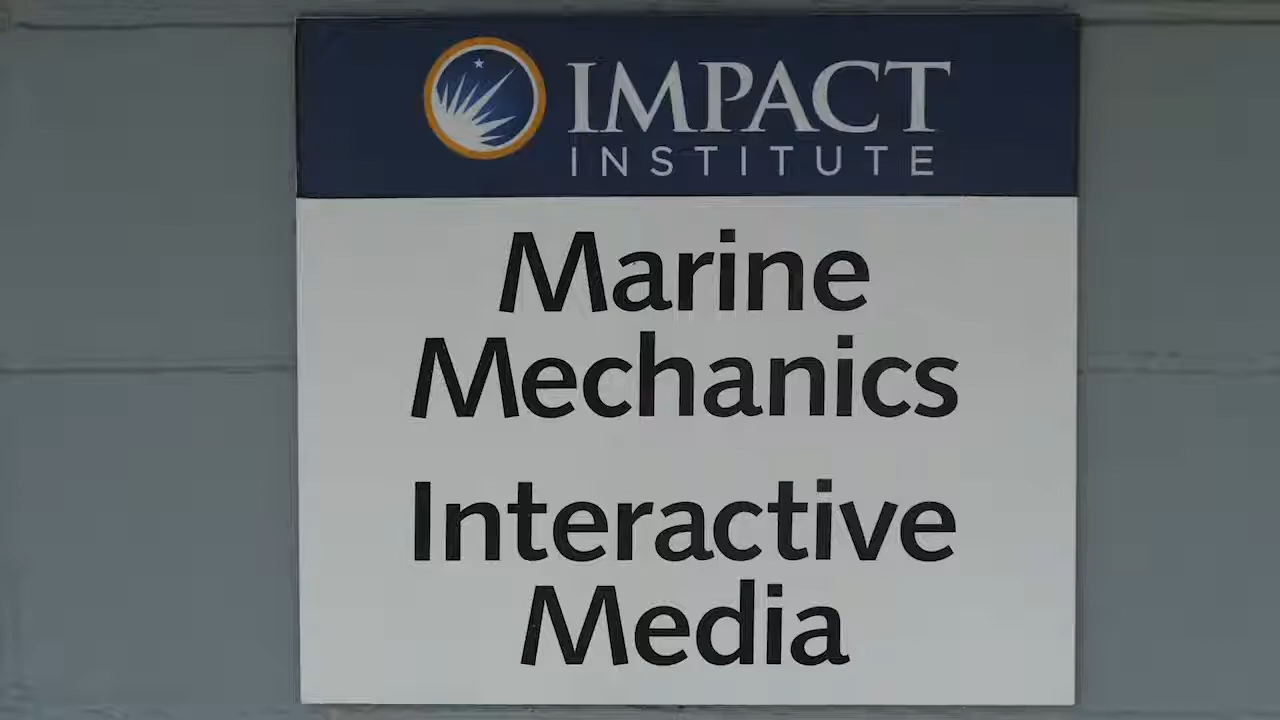 IMPACT
INSTITUTE
Marine
Mechanics
Interactive
Media